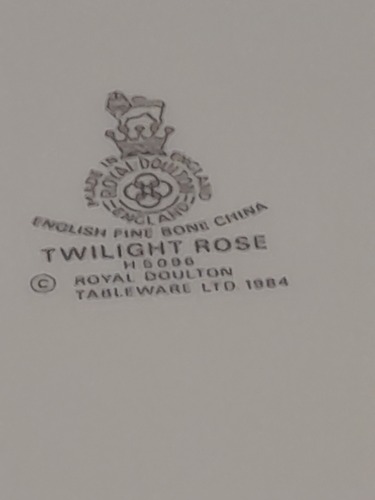 MADE IN ENGLAND
ROYAL DOULTON
ENGLAND
ENGLISH FINE BONE CHINA
TWILIGHT ROSE
H 5096
© ROYAL DOULTON
TABLEWARE LTD 1984